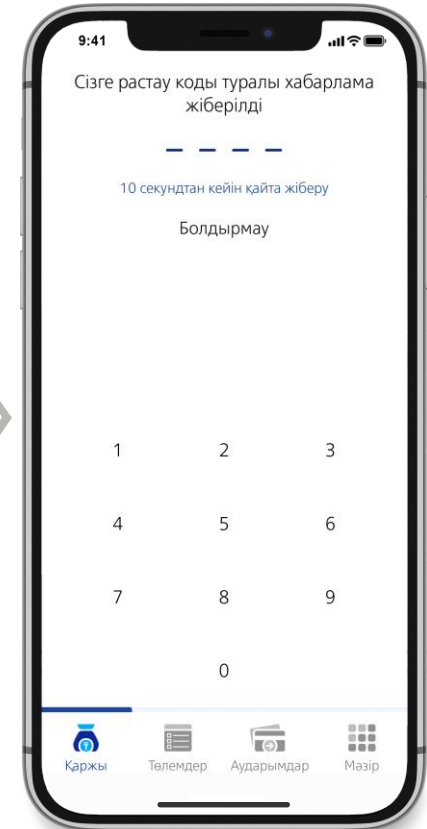 9:41
Сізге растау коды туралы хабарлама
жіберілді
10 секундтан кейін қайта жіберу
Болдырмау
1 2 3
4 5 6
7 8 9
0
Қаржы Төлемдер Аударымдар Мәзір